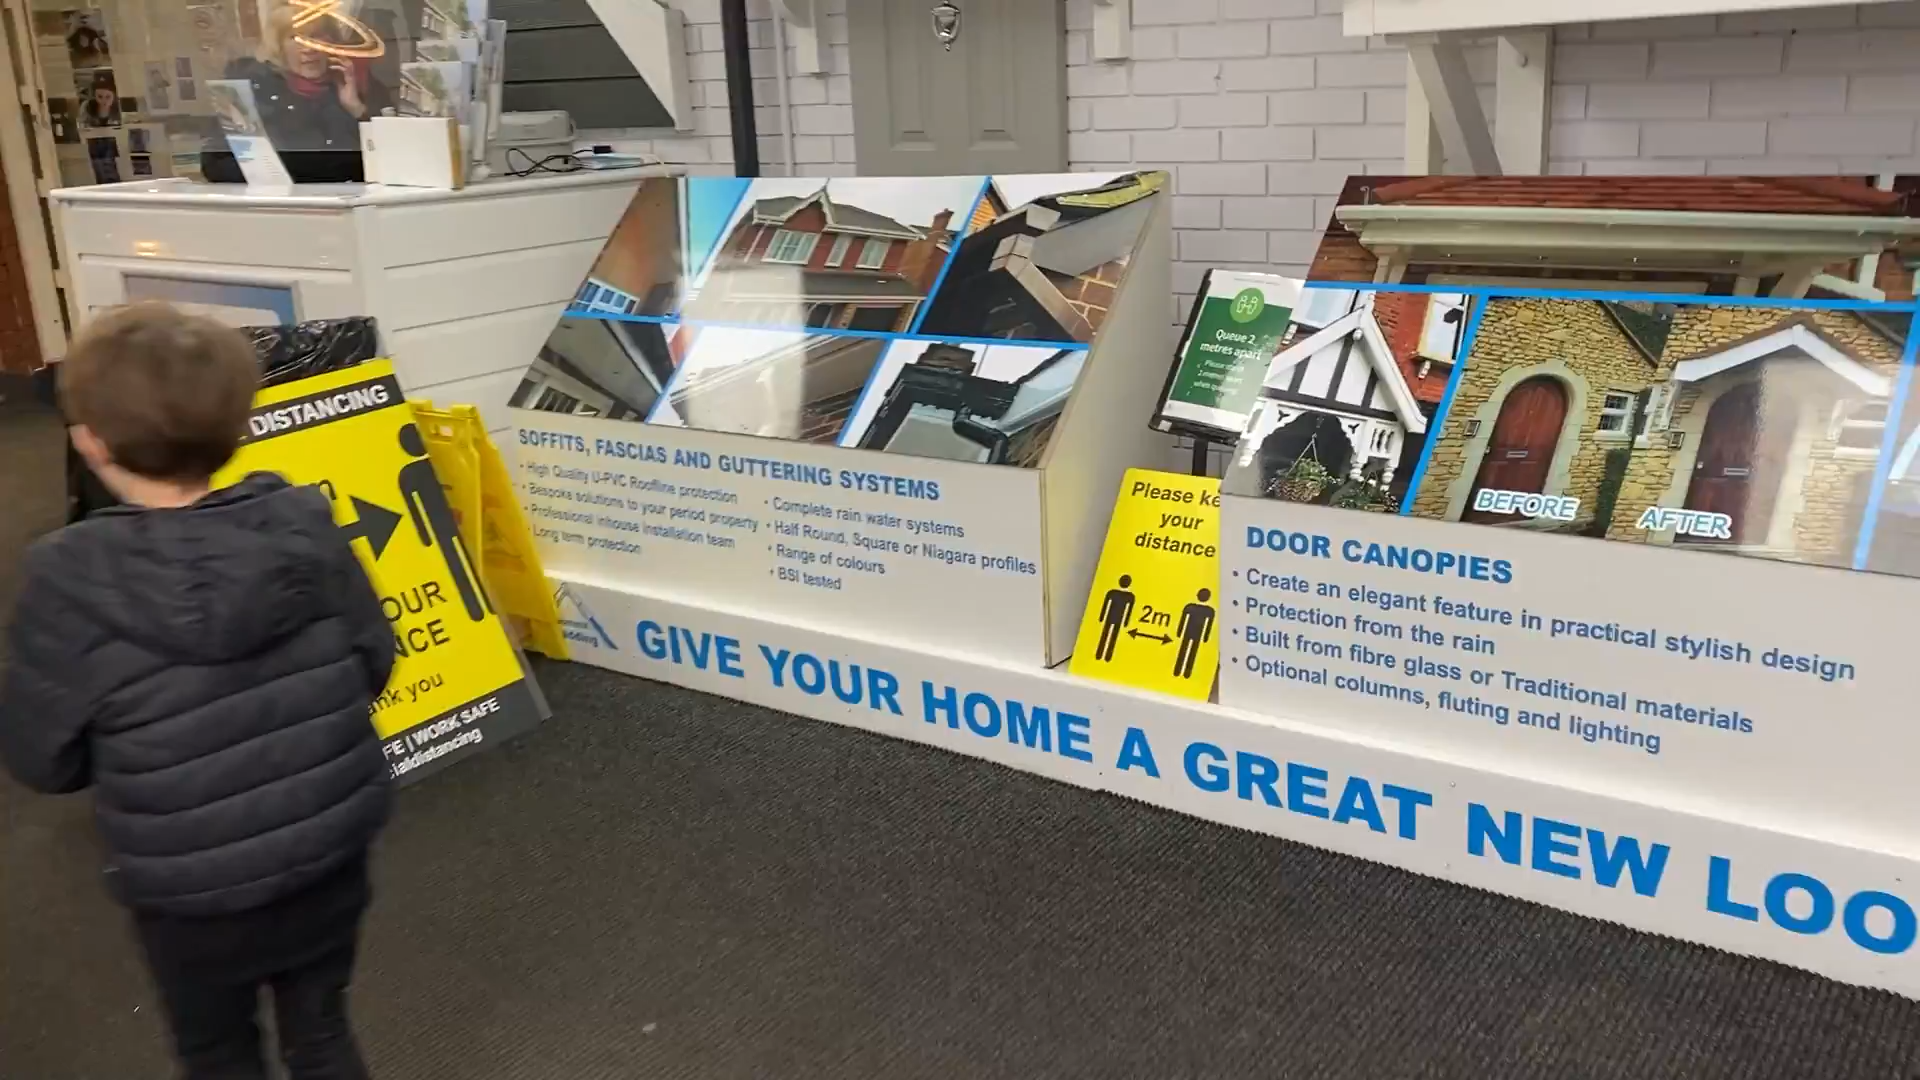 DISTANCING
OUR
NCE
ank you
FE | WORK SAFE
ialdistancing
SOFFITS, FASCIAS AND GUTTERING SYSTEMS
• High Quality U-PVC Roofline protection
• Bespoke solutions to your period property
• Professional inhouse installation team
• Long term protection
• Complete rain water systems
• Half Round, Square or Niagara profiles
• Range of colours
• BSI tested
Queue 2
metres apart
Please ke
your
distance
2m
BEFORE
AFTER
DOOR CANOPIES
• Create an elegant feature in practical stylish design
• Protection from the rain
• Built from fibre glass or Traditional materials
• Optional columns, fluting and lighting
GIVE YOUR HOME A GREAT NEW LOO